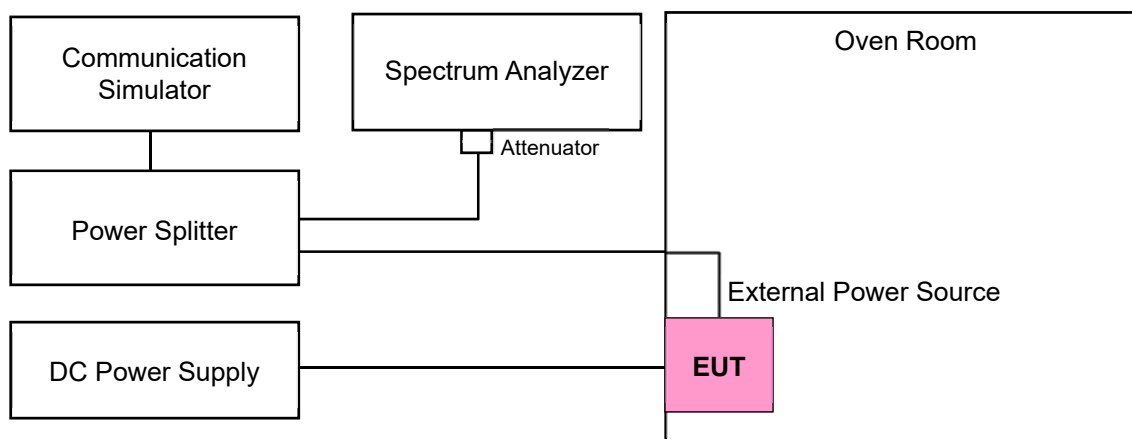 Communication
Simulator
Spectrum Analyzer
Oven Room
Attenuator
Power Splitter
External Power Source
DC Power Supply
EUT